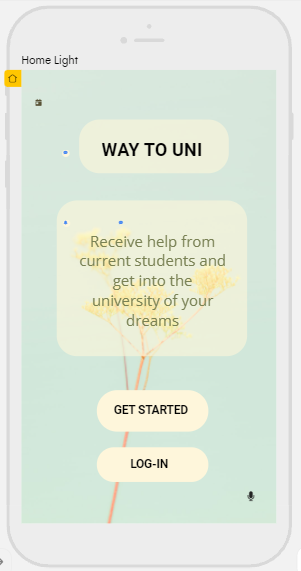 Home Light
WAY TO UNI
Receive help from
current students and
get into the
university of your
dreams
GET STARTED
LOG-IN